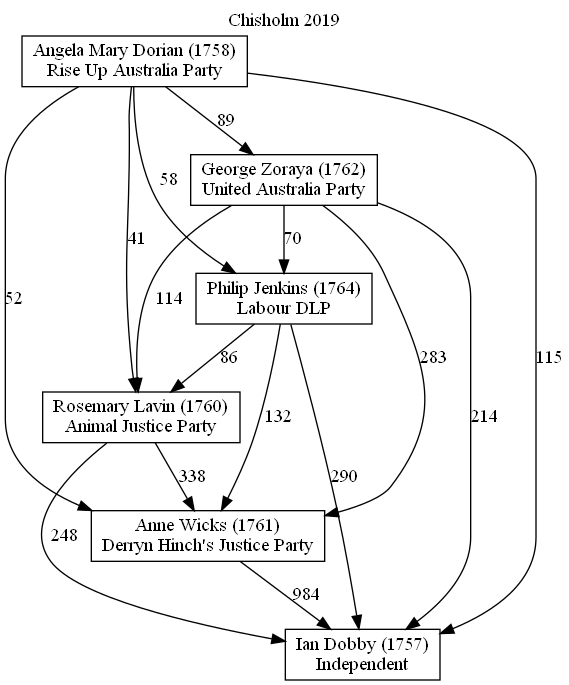 Chisholm 2019
Angela Mary Dorian (1758)
Rise Up Australia Party
89
George Zoraya (1762)
United Australia Party
58
41
70
114
Philip Jenkins (1764)
Labour DLP
52
86
283
115
Rosemary Lavin (1760)
Animal Justice Party
132
214
338
290
248
Anne Wicks (1761)
Derryn Hinch's Justice Party
984
Ian Dobby (1757)
Independent